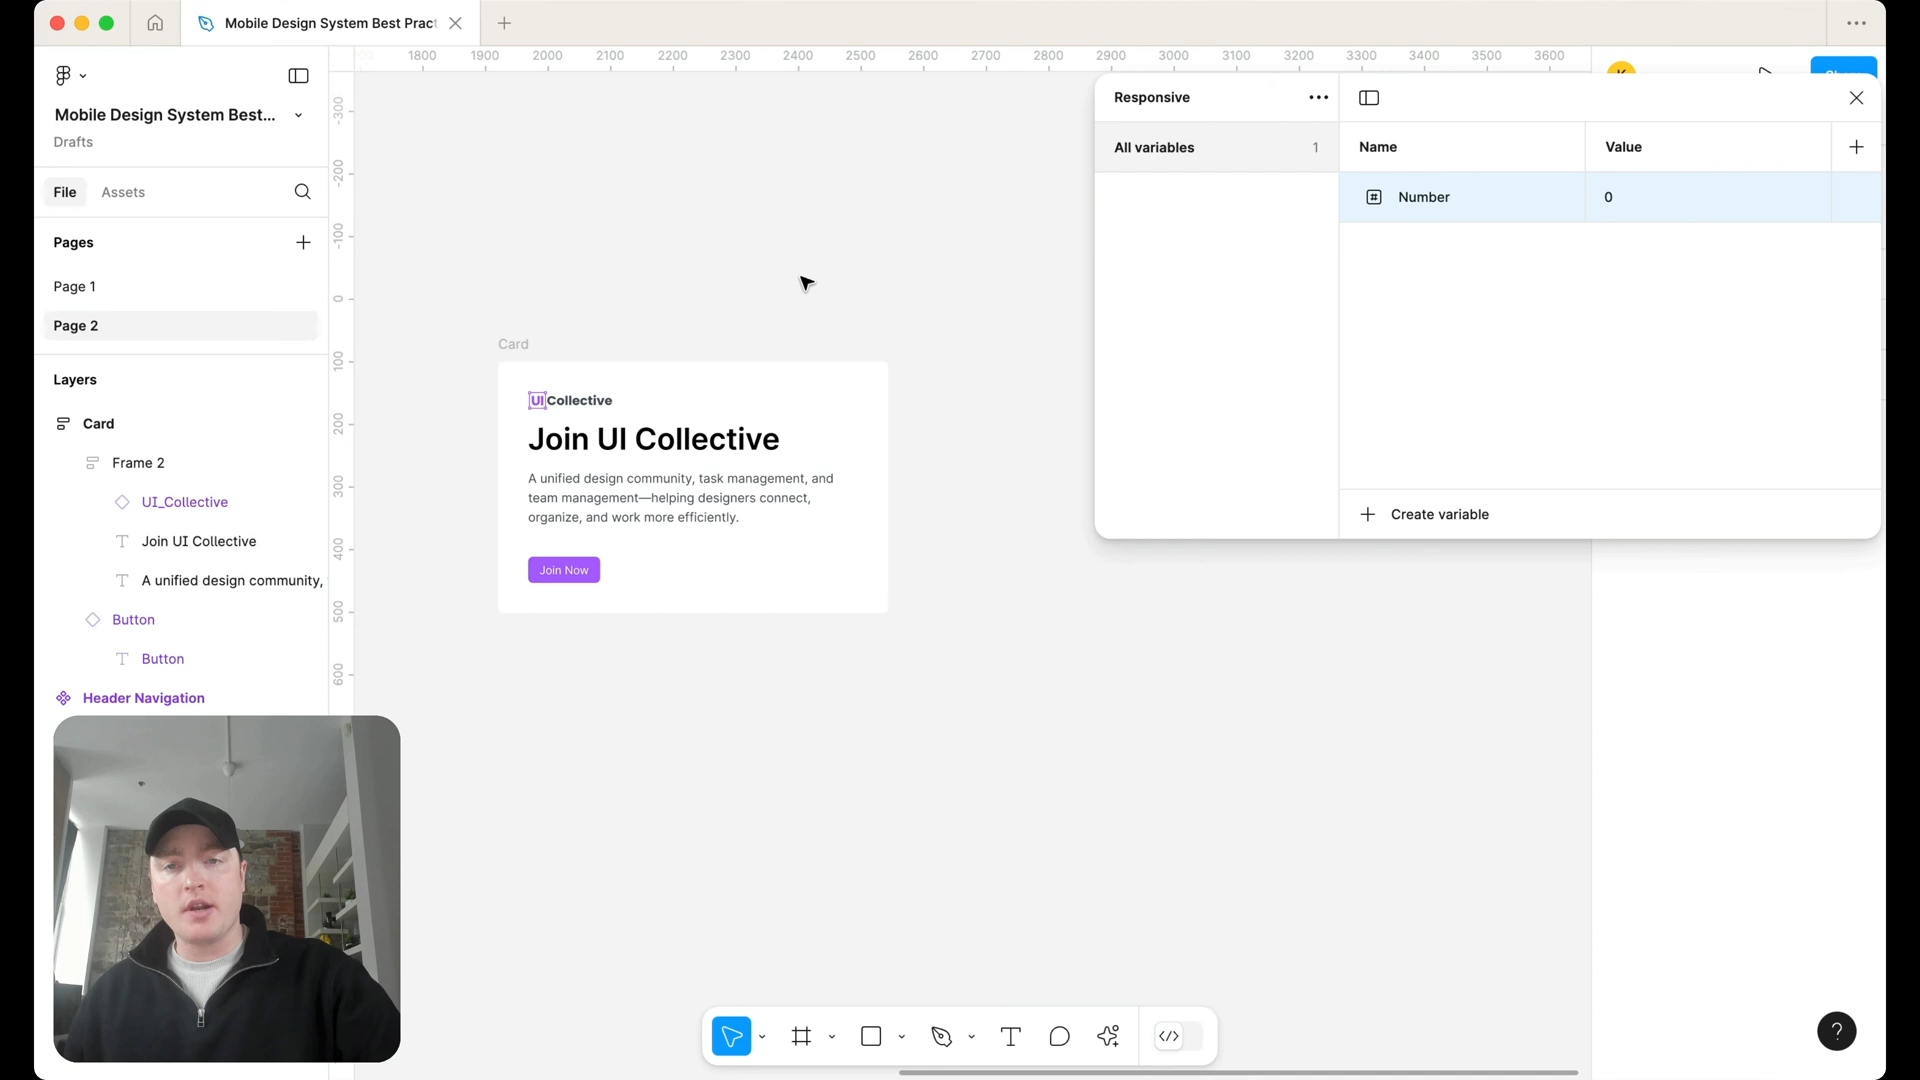 Mobile Design System Best Pract
1800 1900 2000 2100 2200 2300 2400 2500 2600 2700 2800 2900 3000 3100 3200 3300 3400 3500 3600
-300
-200
-100
0
100
200
300
400
500
600
Mobile Design System Best...
Drafts
File Assets
Pages
Page 1
Page 2
Layers
Card
Frame 2
UI_Collective
Join UI Collective
A unified design community,
Button
Button
Header Navigation
Card
UI Collective
Join UI Collective
A unified design community, task management, and
team management—helping designers connect,
organize, and work more efficiently.
Join Now
Responsive
All variables 1
Name Value
Number 0
Create variable
?